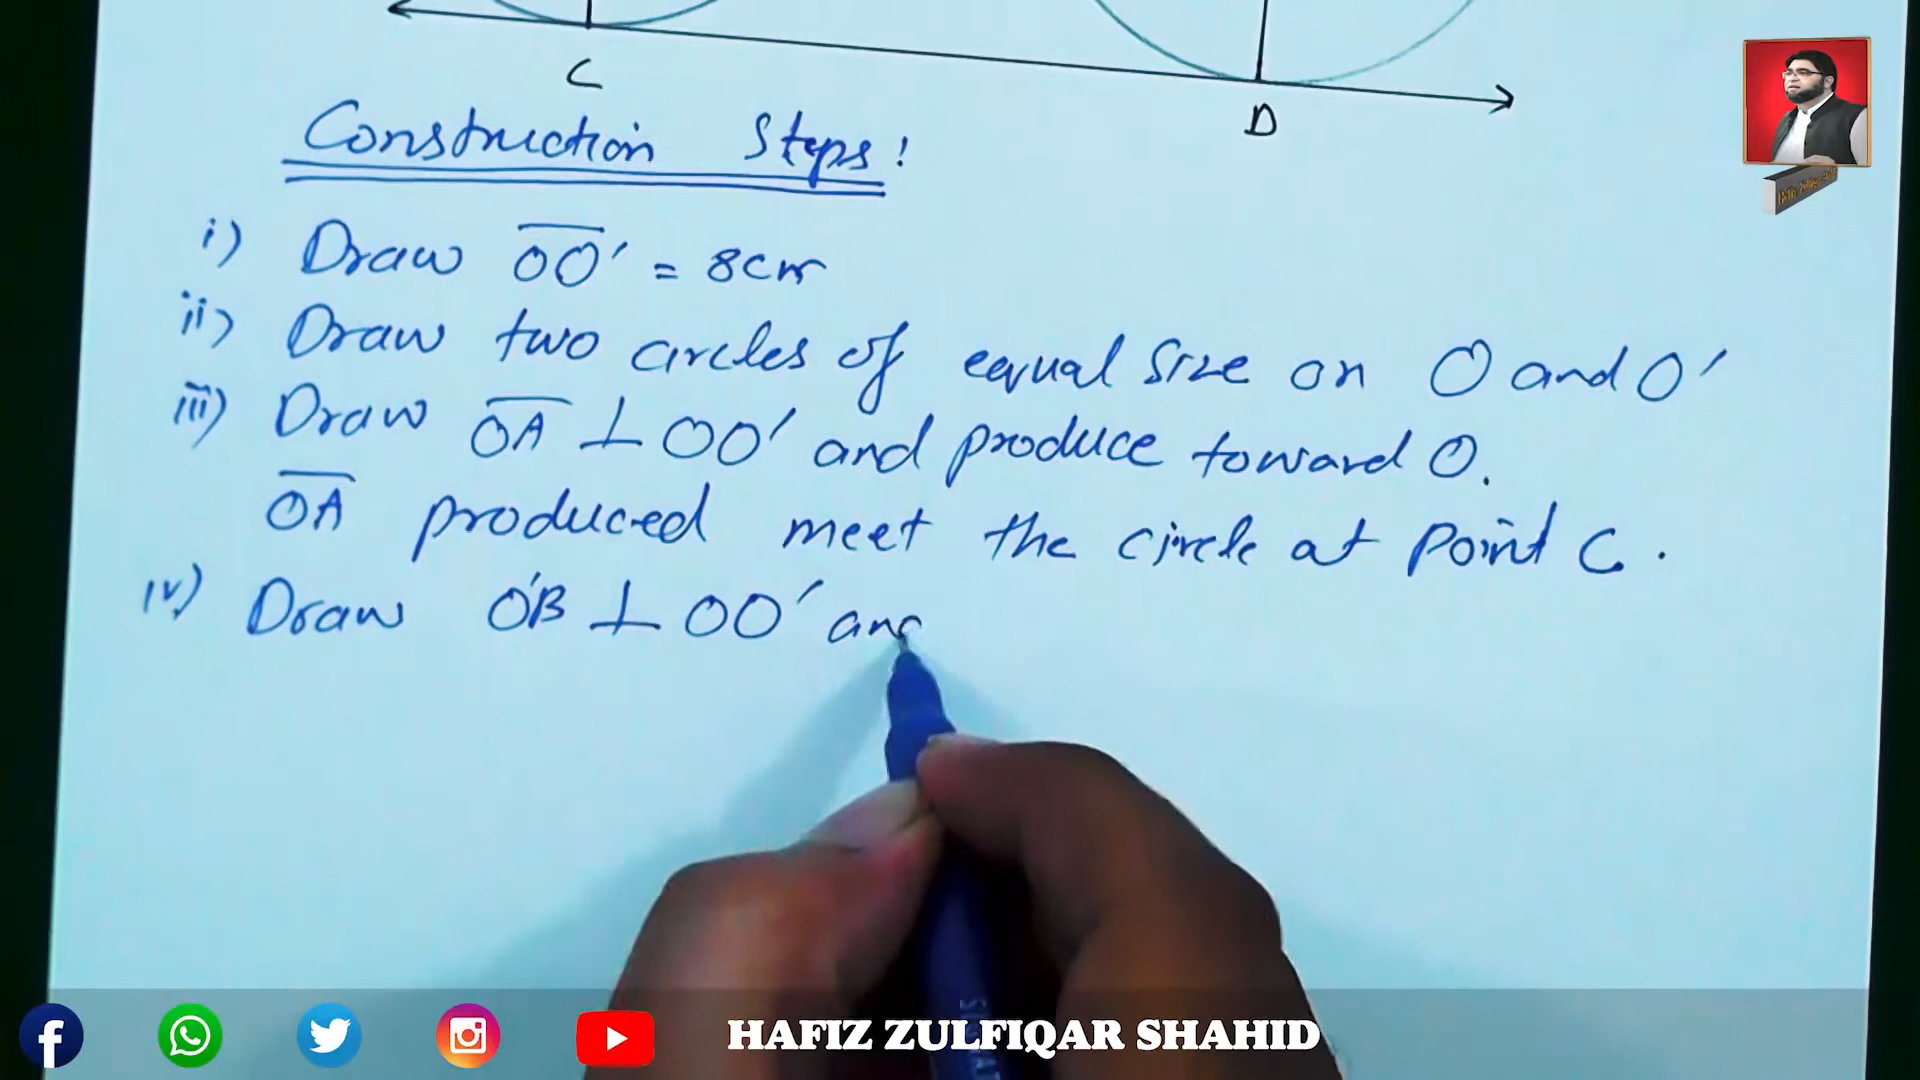 C
D
Construction Steps!
i) Draw OO' = 8cm
ii) Draw two circles of equal size on O and O'
iii) Draw OA ⊥ OO' and produce toward O.
OA produced meet the circle at point C.
iv) Draw O'B ⊥ OO' and
HAFIZ ZULFIQAR SHAHID